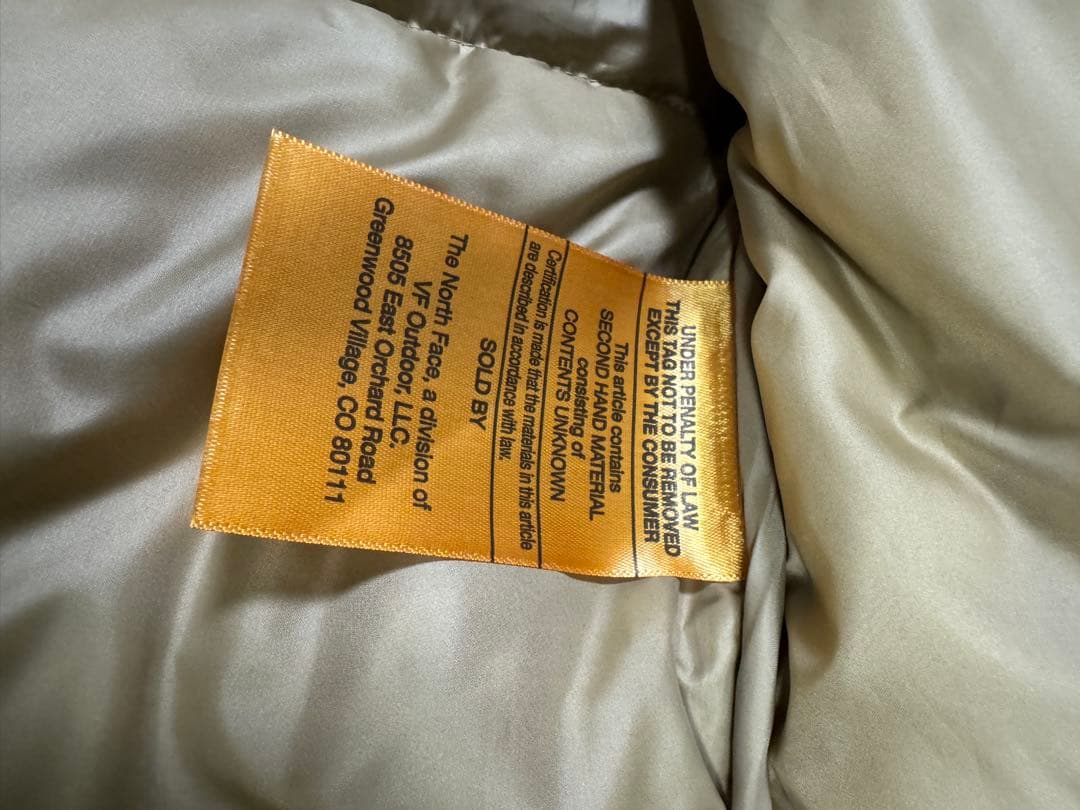 UNDER PENALTY OF LAW
THIS TAG NOT TO BE REMOVED
EXCEPT BY THE CONSUMER
This article contains
SECOND HAND MATERIAL
consisting of
CONTENTS UNKNOWN
Certification is made that the materials in this article
are described in accordance with law.
SOLD BY
The North Face, a division of
VF Outdoor, LLC.
8505 East Orchard Road
Greenwood Village, CO 80111